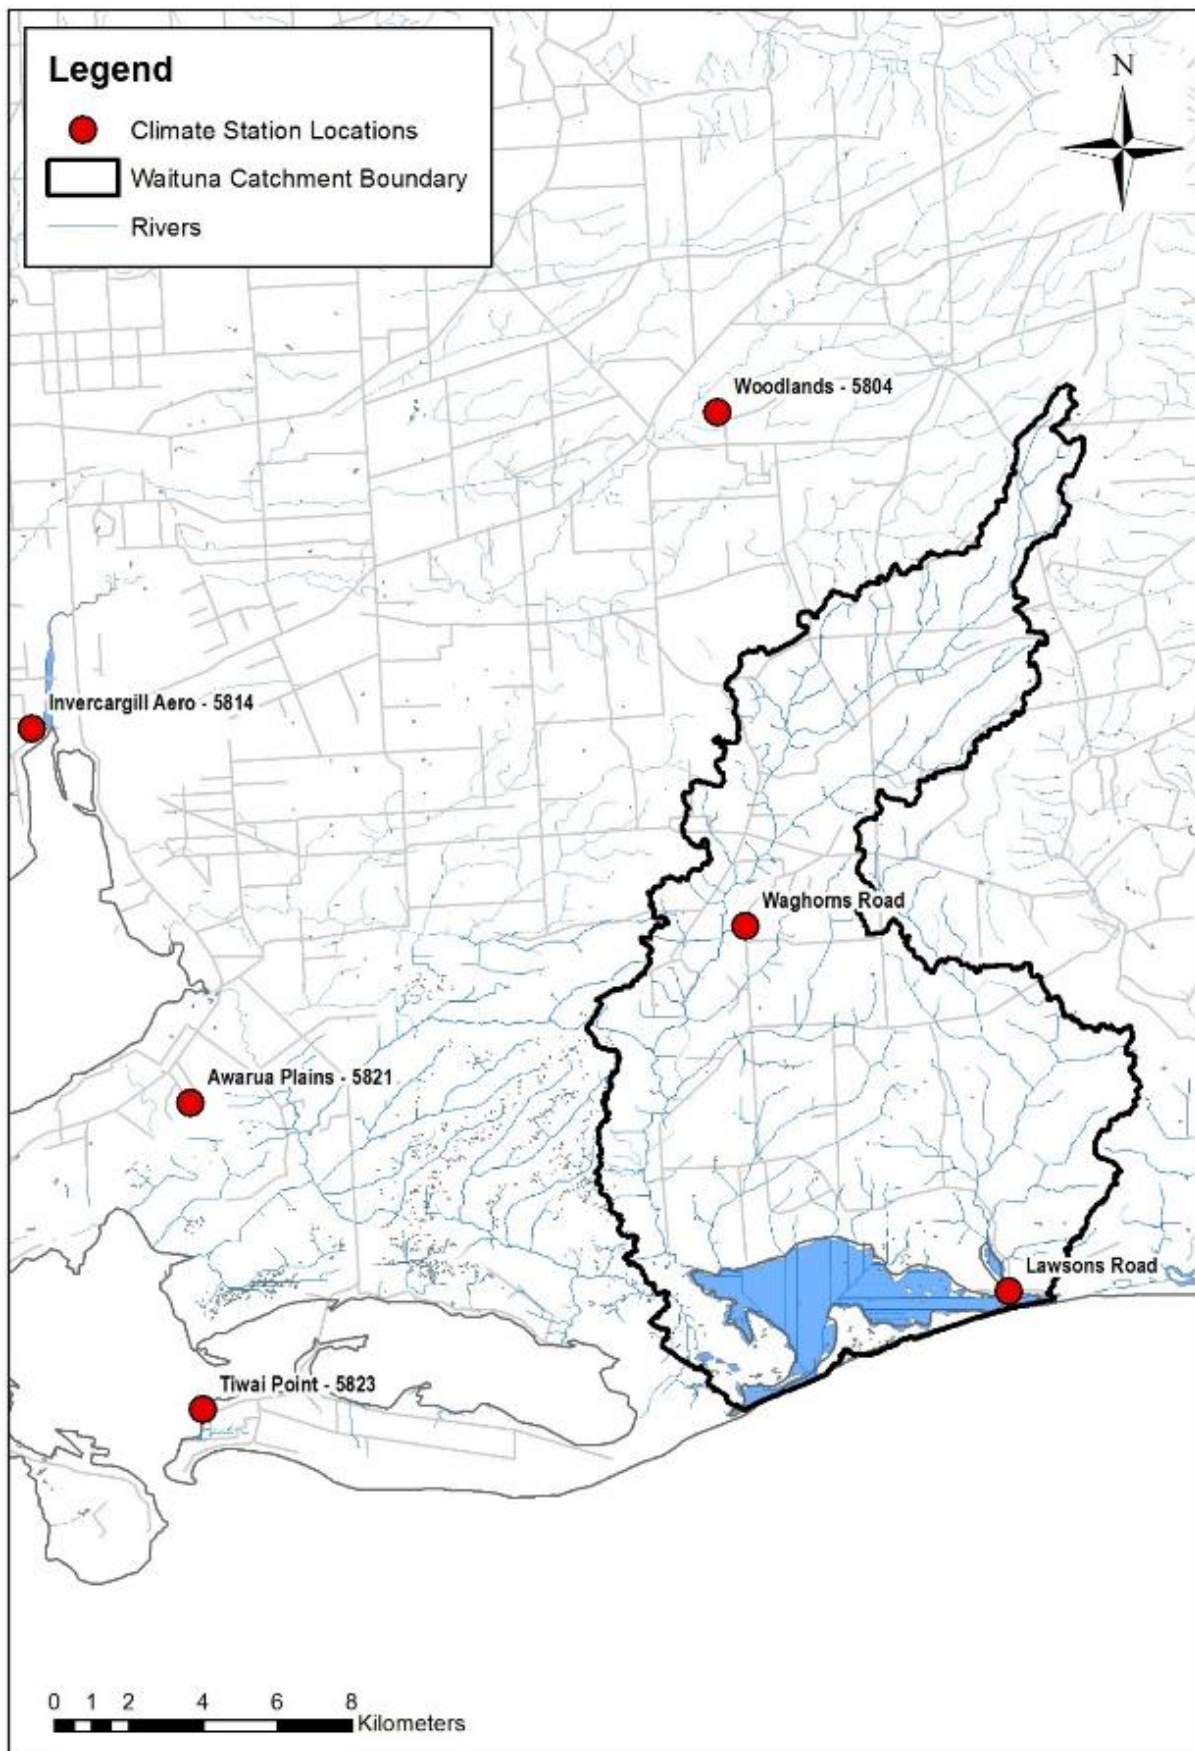 Legend
Climate Station Locations
Waituna Catchment Boundary
Rivers
N
Woodlands - 5804
Invercargill Aero - 5814
Waghorns Road
Awarua Plains - 5821
Lawsons Road
Tiwai Point - 5823
0 1 2 4 6 8
Kilometers